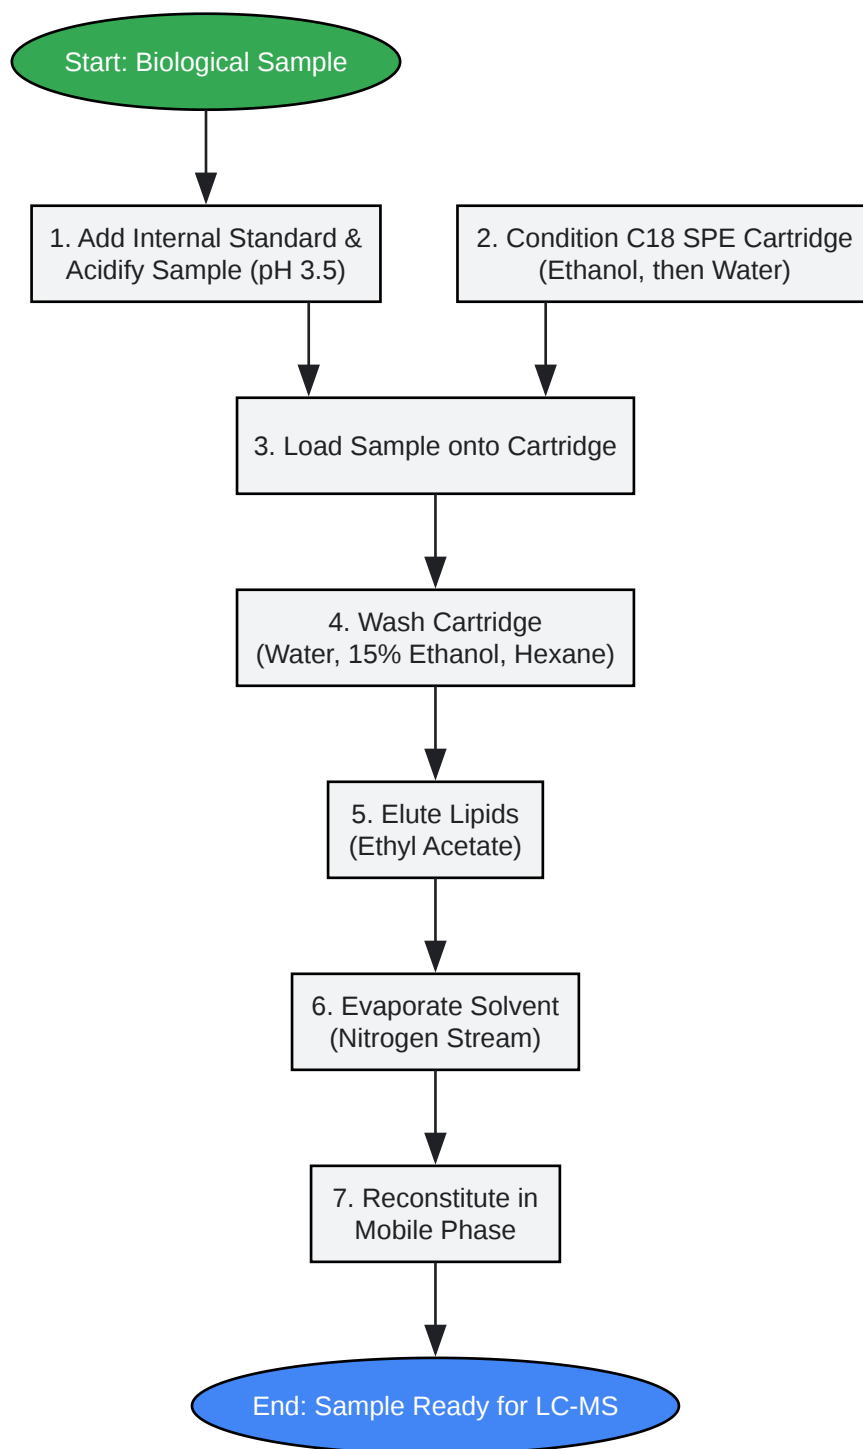 Start: Biological Sample
1. Add Internal Standard &
Acidify Sample (pH 3.5)
2. Condition C18 SPE Cartridge
(Ethanol, then Water)
3. Load Sample onto Cartridge
4. Wash Cartridge
(Water, 15% Ethanol, Hexane)
5. Elute Lipids
(Ethyl Acetate)
6. Evaporate Solvent
(Nitrogen Stream)
7. Reconstitute in
Mobile Phase
End: Sample Ready for LC-MS